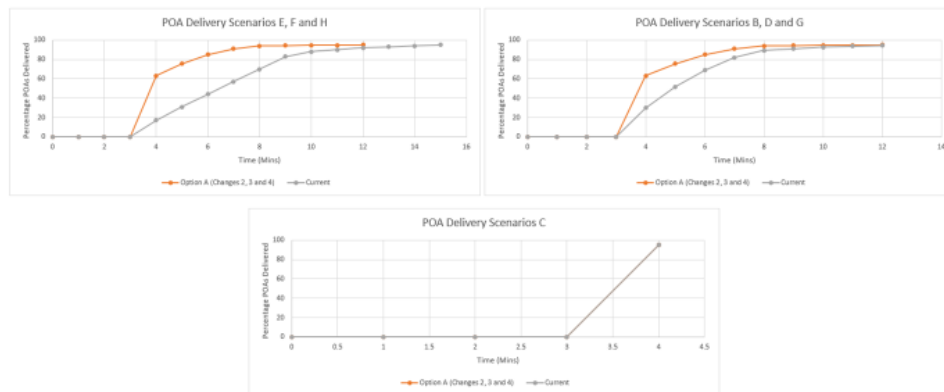 POA Delivery Scenarios E, F and H
Percentage POAs Delivered
100
80
60
40
20
0
0 2 4 6 8 10 12 14 16
Time (Mins)
Option A (Changes 2, 3 and 4) Current
POA Delivery Scenarios B, D and G
Percentage POAs Delivered
100
80
60
40
20
0
0 2 4 6 8 10 12 14
Time (Mins)
Option A (Changes 2, 3 and 4) Current
POA Delivery Scenarios C
Percentage POAs Delivered
100
80
60
40
20
0
0 0.5 1 1.5 2 2.5 3 3.5 4 4.5
Time (Mins)
Option A (Changes 2, 3 and 4) Current